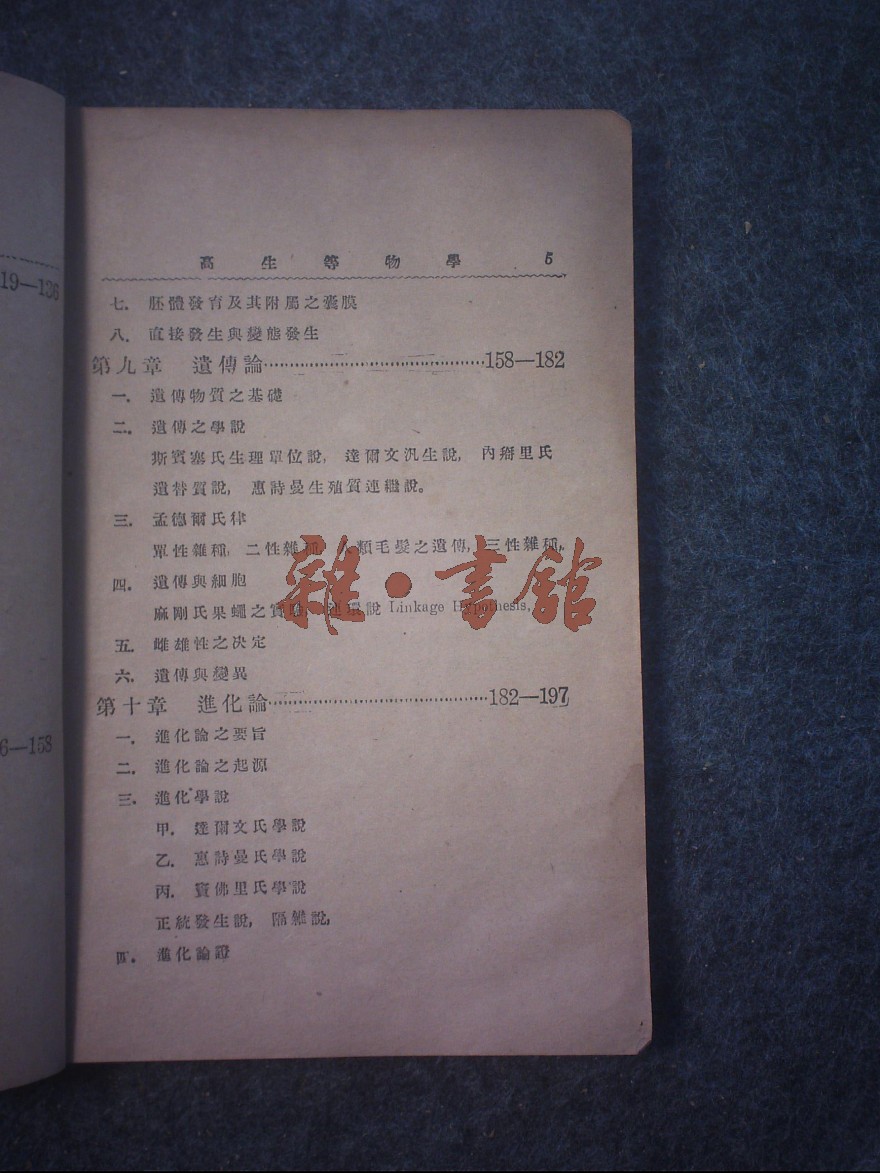 19—136
6—158
高生等物學 5
七. 胚體發育及其附屬之囊膜
八. 直接發生與變態發生
第九章 遺傳論 158—182
一. 遺傳物質之基礎
二. 遺傳之學說
斯賓塞氏生理單位說, 達爾文汎生說, 內搿里氏
遺替質說, 惠詩曼生殖質連繼說。
三. 孟德爾氏律
單性雜種, 二性雜種, 人類毛髮之遺傳, 三性雜種,
四. 遺傳與細胞
麻剛氏果蠅之實驗, 連環說 Linkage Hypothesis,
五. 雌雄性之決定
六. 遺傳與變異
第十章 進化論 182—197
一. 進化論之要旨
二. 進化論之起源
三. 進化學說
甲. 達爾文氏學說
乙. 惠詩曼氏學說
丙. 賓佛里氏學說
正統發生說, 隔離說,
四. 進化論證
雜·書館